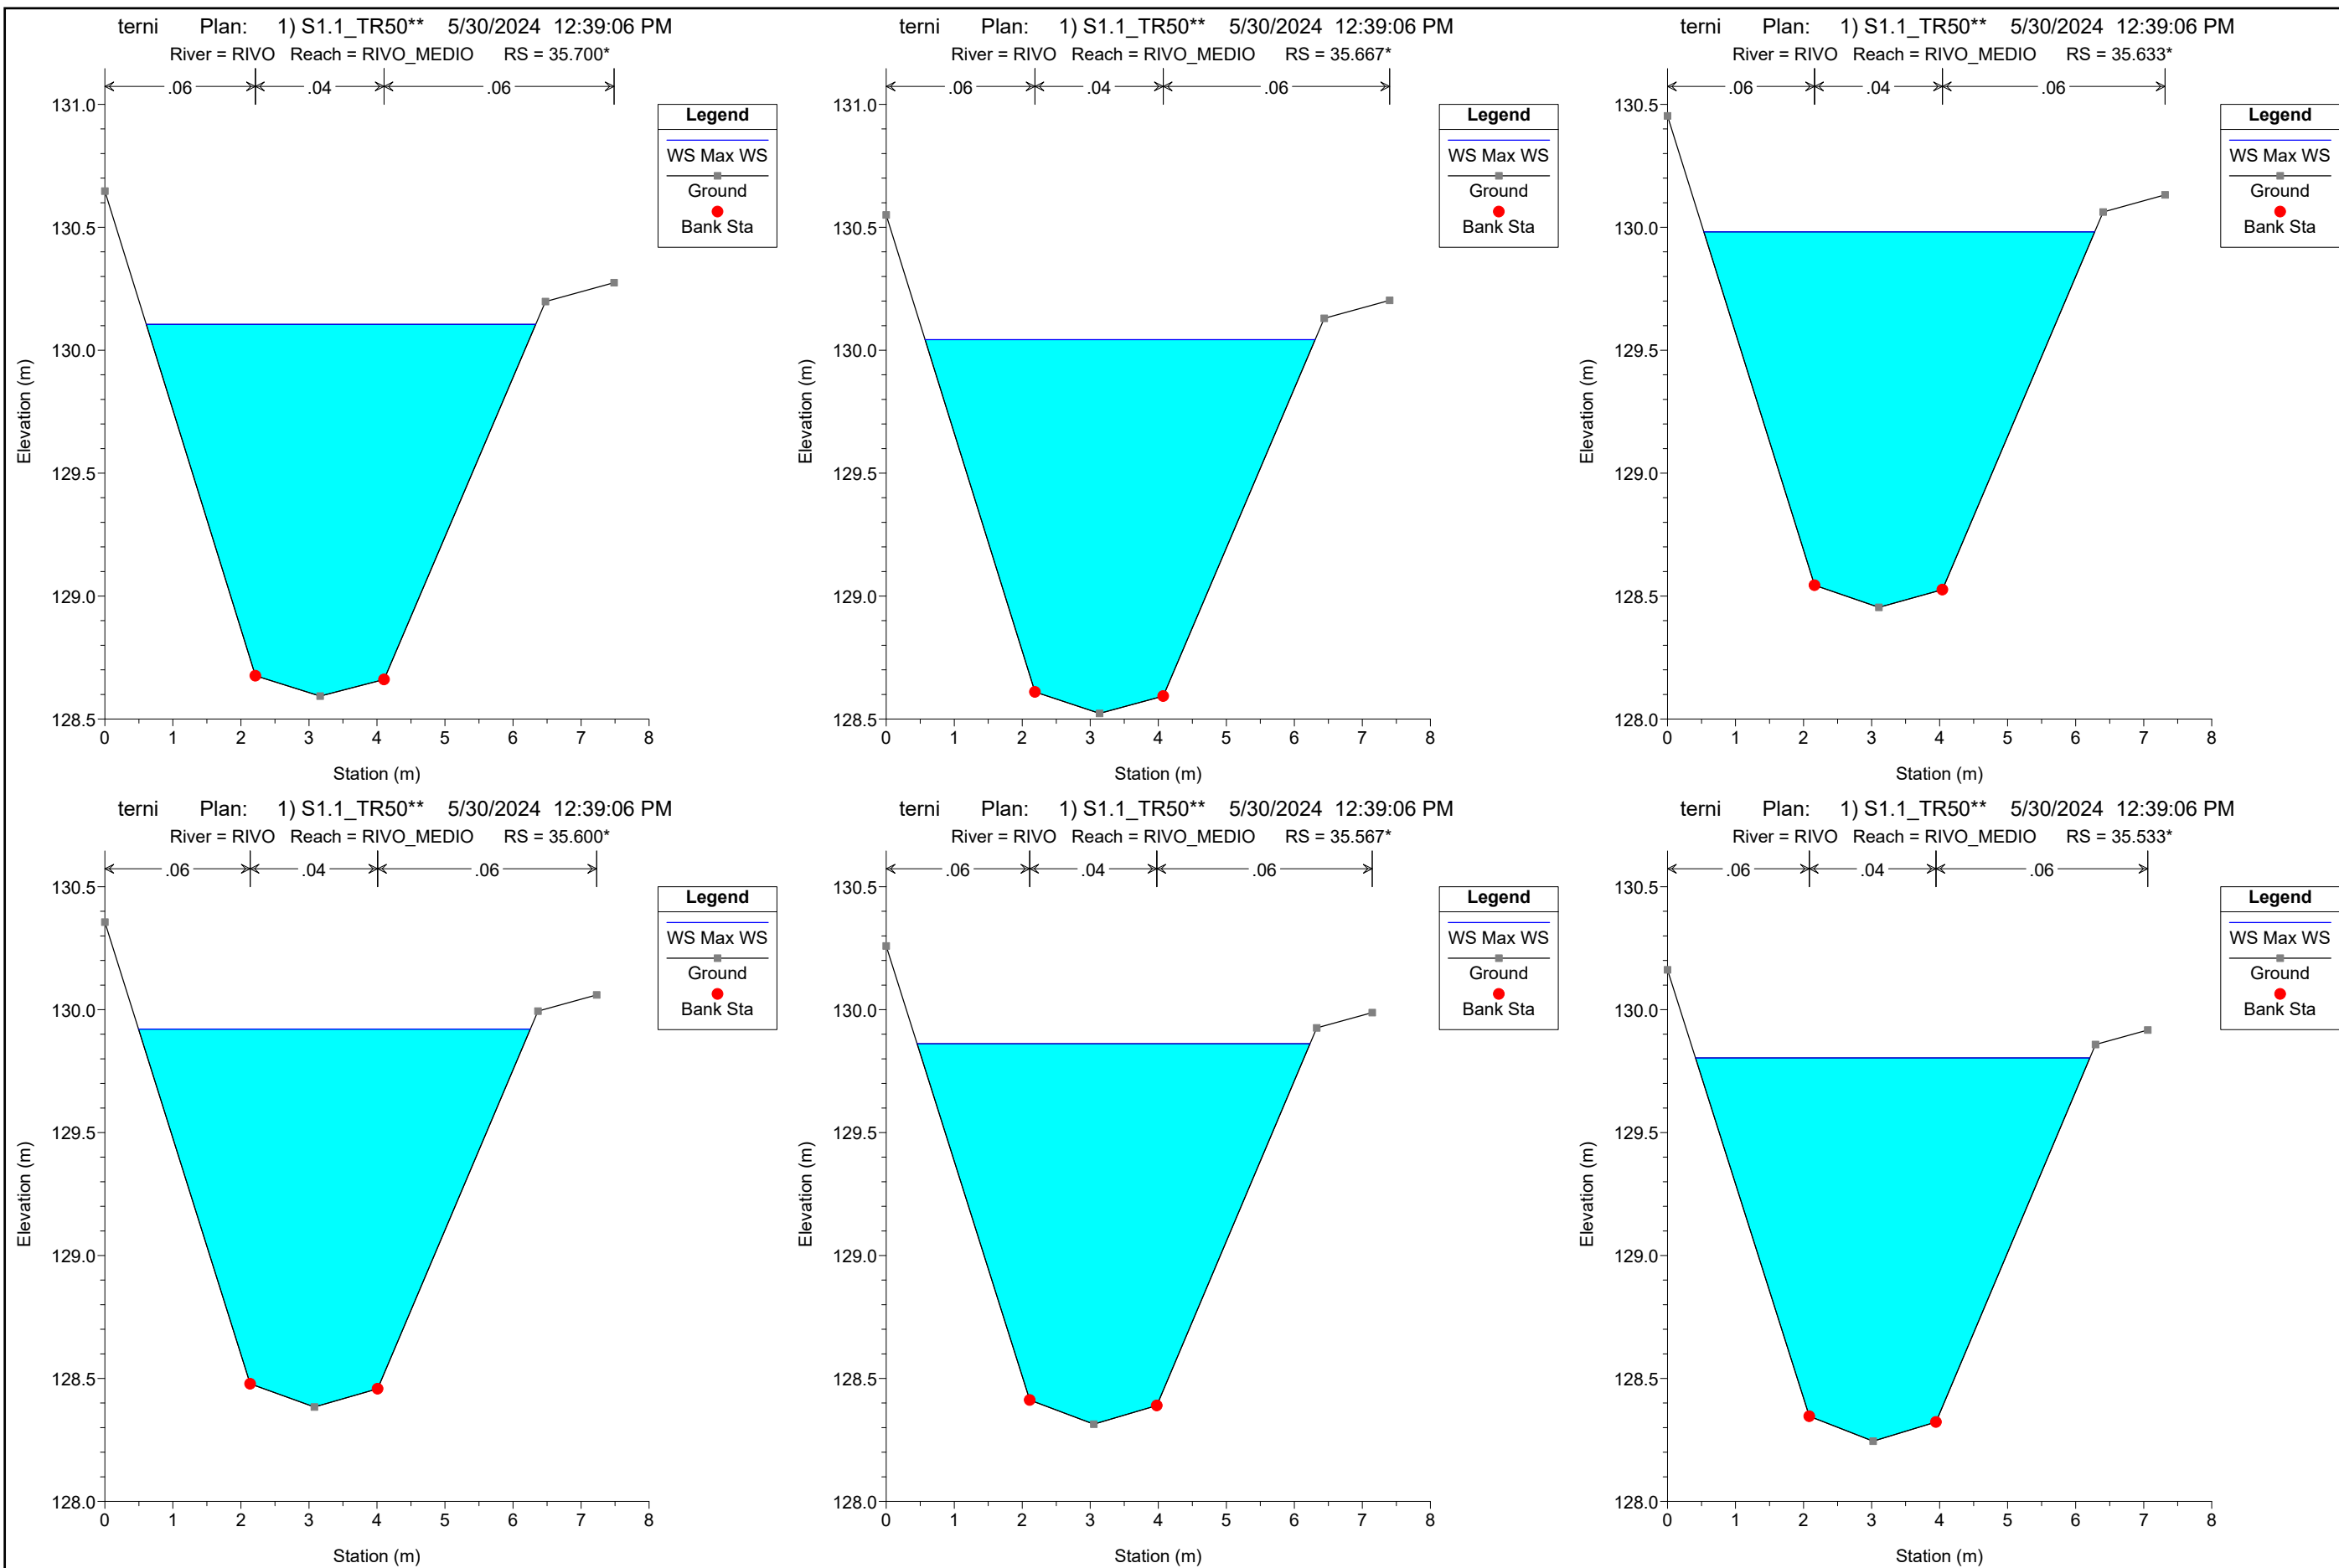 terni Plan: 1) S1.1_TR50** 5/30/2024 12:39:06 PM
River = RIVO Reach = RIVO_MEDIO RS = 35.700*
.06 .04 .06
131.0
130.5
130.0
129.5
129.0
128.5
Elevation (m)
0 1 2 3 4 5 6 7 8
Station (m)
Legend
WS Max WS
Ground
Bank Sta
terni Plan: 1) S1.1_TR50** 5/30/2024 12:39:06 PM
River = RIVO Reach = RIVO_MEDIO RS = 35.667*
.06 .04 .06
131.0
130.5
130.0
129.5
129.0
128.5
Elevation (m)
0 1 2 3 4 5 6 7 8
Station (m)
Legend
WS Max WS
Ground
Bank Sta
terni Plan: 1) S1.1_TR50** 5/30/2024 12:39:06 PM
River = RIVO Reach = RIVO_MEDIO RS = 35.633*
.06 .04 .06
130.5
130.0
129.5
129.0
128.5
128.0
Elevation (m)
0 1 2 3 4 5 6 7 8
Station (m)
Legend
WS Max WS
Ground
Bank Sta
terni Plan: 1) S1.1_TR50** 5/30/2024 12:39:06 PM
River = RIVO Reach = RIVO_MEDIO RS = 35.600*
.06 .04 .06
130.5
130.0
129.5
129.0
128.5
128.0
Elevation (m)
0 1 2 3 4 5 6 7 8
Station (m)
Legend
WS Max WS
Ground
Bank Sta
terni Plan: 1) S1.1_TR50** 5/30/2024 12:39:06 PM
River = RIVO Reach = RIVO_MEDIO RS = 35.567*
.06 .04 .06
130.5
130.0
129.5
129.0
128.5
128.0
Elevation (m)
0 1 2 3 4 5 6 7 8
Station (m)
Legend
WS Max WS
Ground
Bank Sta
terni Plan: 1) S1.1_TR50** 5/30/2024 12:39:06 PM
River = RIVO Reach = RIVO_MEDIO RS = 35.533*
.06 .04 .06
130.5
130.0
129.5
129.0
128.5
128.0
Elevation (m)
0 1 2 3 4 5 6 7 8
Station (m)
Legend
WS Max WS
Ground
Bank Sta